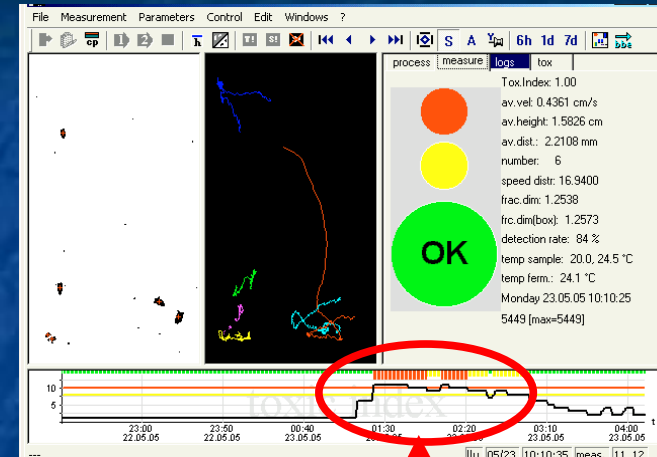 File Measurement Parameters Control Edit Windows ?
cp T! S! S A 6h 1d 7d bbe
process measure logs tox
Tox.Index: 1.00
av.vel: 0.4361 cm/s
av.height: 1.5826 cm
av.dist.: 2.2108 mm
number: 6
speed distr: 16.9400
frac.dim: 1.2538
frc.dim(box): 1.2573
detection rate: 84 %
temp sample: 20.0, 24.5 °C
temp ferm.: 24.1 °C
Monday 23.05.05 10:10:25
5449 [max=5449]
OK
10
5
toxic index
t
23:00 23:50 00:40 01:30 02:20 03:10 04:00
22.05.05 22.05.05 23.05.05 23.05.05 23.05.05
--- 05/23 10:10:35 meas. 11, 12